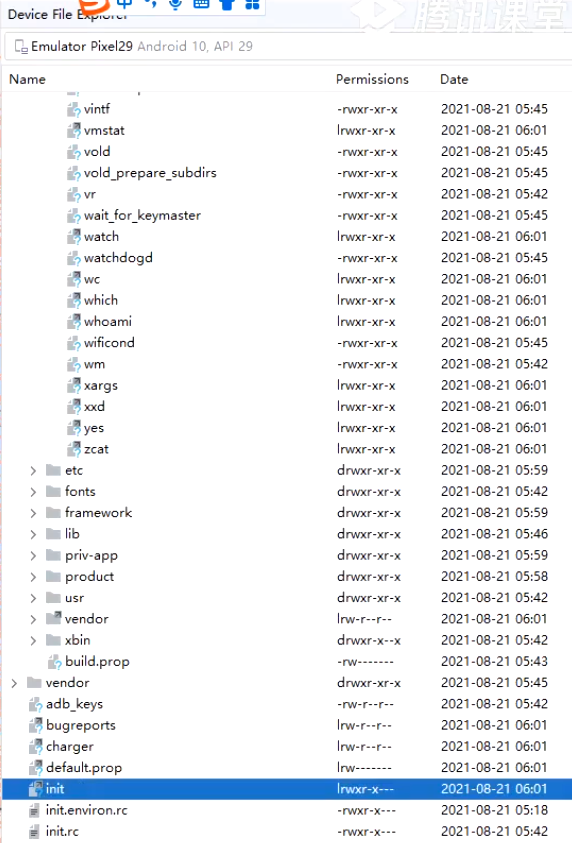 中
腾讯课堂
Device File Explorer
Emulator Pixel29 Android 10, API 29
Name Permissions Date
vintf -rwxr-xr-x 2021-08-21 05:45
vmstat lrwxr-xr-x 2021-08-21 06:01
vold -rwxr-xr-x 2021-08-21 05:45
vold_prepare_subdirs -rwxr-xr-x 2021-08-21 05:45
vr -rwxr-xr-x 2021-08-21 05:42
wait_for_keymaster -rwxr-xr-x 2021-08-21 05:45
watch lrwxr-xr-x 2021-08-21 06:01
watchdogd -rwxr-xr-x 2021-08-21 05:45
wc lrwxr-xr-x 2021-08-21 06:01
which lrwxr-xr-x 2021-08-21 06:01
whoami lrwxr-xr-x 2021-08-21 06:01
wificond -rwxr-xr-x 2021-08-21 05:45
wm -rwxr-xr-x 2021-08-21 05:42
xargs lrwxr-xr-x 2021-08-21 06:01
xxd lrwxr-xr-x 2021-08-21 06:01
yes lrwxr-xr-x 2021-08-21 06:01
zcat lrwxr-xr-x 2021-08-21 06:01
etc drwxr-xr-x 2021-08-21 05:59
fonts drwxr-xr-x 2021-08-21 05:42
framework drwxr-xr-x 2021-08-21 05:59
lib drwxr-xr-x 2021-08-21 05:46
priv-app drwxr-xr-x 2021-08-21 05:59
product drwxr-xr-x 2021-08-21 05:58
usr drwxr-xr-x 2021-08-21 05:42
vendor lrw-r--r-- 2021-08-21 06:01
xbin drwxr-x--x 2021-08-21 05:42
build.prop -rw------- 2021-08-21 05:43
vendor drwxr-xr-x 2021-08-21 05:45
adb_keys -rw-r--r-- 2021-08-21 05:42
bugreports lrw-r--r-- 2021-08-21 06:01
charger lrw-r--r-- 2021-08-21 06:01
default.prop lrw------- 2021-08-21 06:01
init lrwxr-x--- 2021-08-21 06:01
init.environ.rc -rwxr-x--- 2021-08-21 05:18
init.rc -rwxr-x--- 2021-08-21 05:42